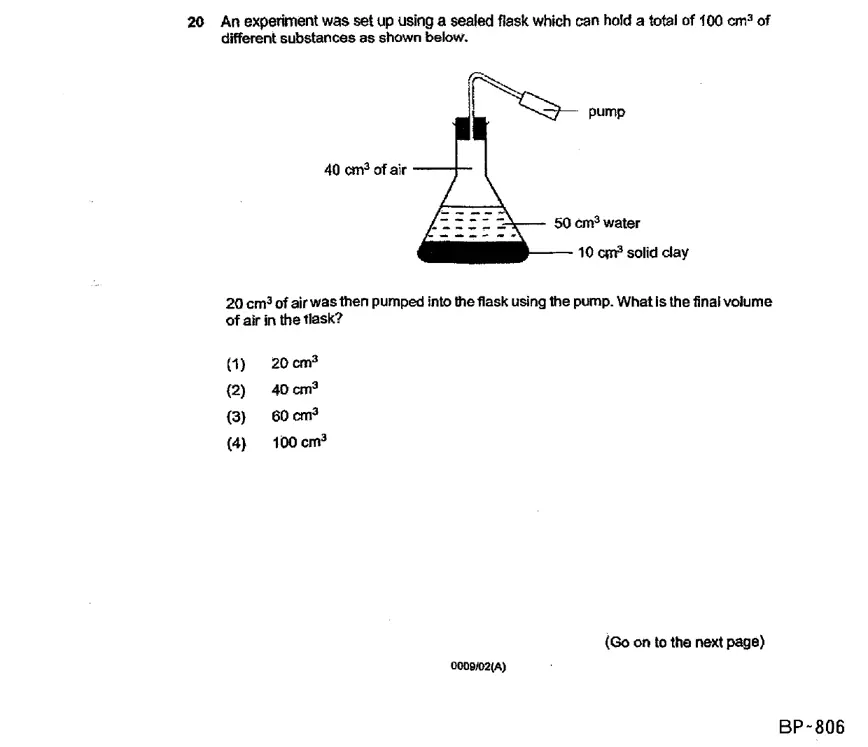 20 An experiment was set up using a sealed flask which can hold a total of 100 cm³ of
different substances as shown below.
pump
40 cm³ of air
50 cm³ water
10 cm³ solid clay
20 cm³ of air was then pumped into the flask using the pump. What is the final volume
of air in the flask?
(1) 20 cm³
(2) 40 cm³
(3) 60 cm³
(4) 100 cm³
(Go on to the next page)
0009/02(A)
BP~806